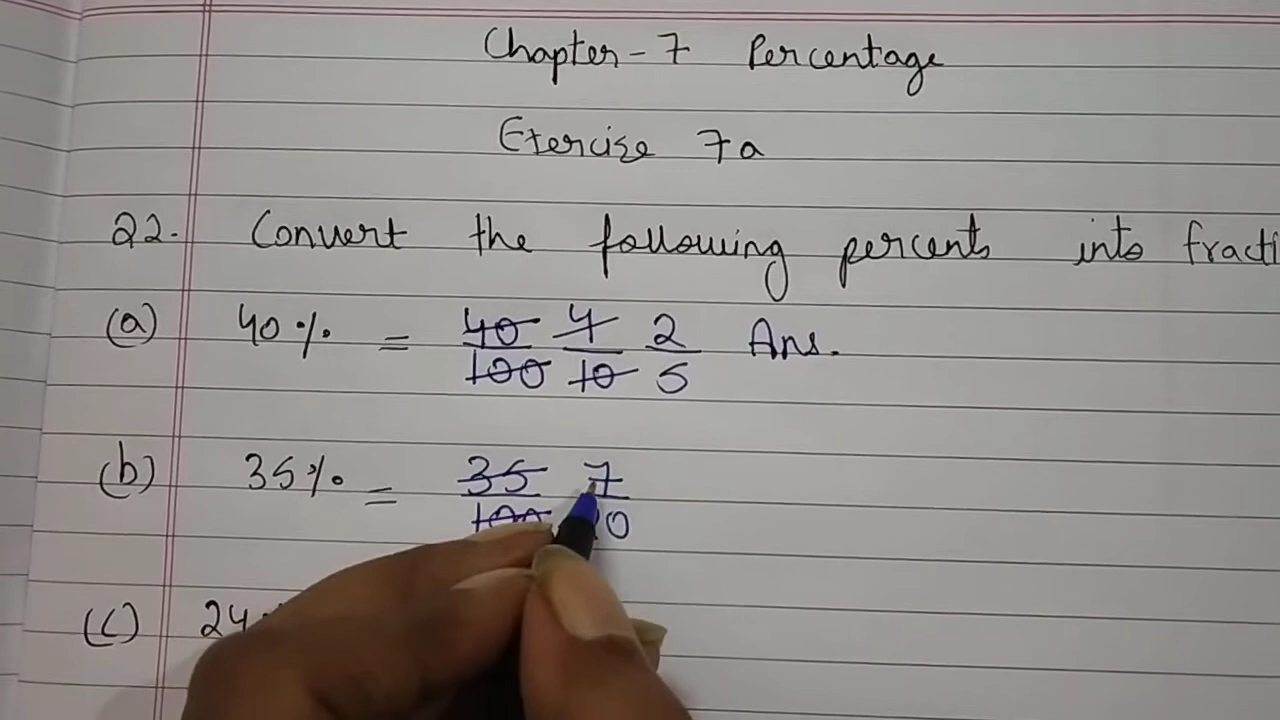 Chapter-7 Percentage
Exercise 7a
22. Convert the following percents into fracti
(a) 40% = 40/100 4/10 2/5 Ans.
(b) 35% = 35/100 7/
(c) 24